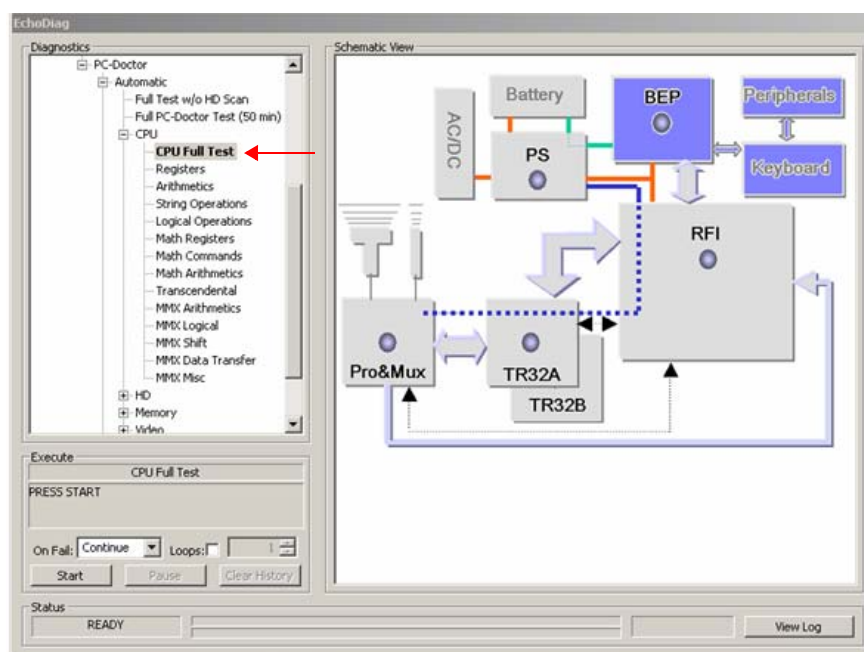 EchoDiag
Diagnostics
PC-Doctor
Automatic
Full Test w/o HD Scan
Full PC-Doctor Test (50 min)
CPU
CPU Full Test
Registers
Arithmetics
String Operations
Logical Operations
Math Registers
Math Commands
Math Arithmetics
Transcendental
MMX Arithmetics
MMX Logical
MMX Shift
MMX Data Transfer
MMX Misc
HD
Memory
Video
Execute
CPU Full Test
PRESS START
On Fail: Continue Loops: 1
Start Pause Clear History
Schematic View
AC/DC
Battery
PS
BEP
Peripherals
Keyboard
RFI
Pro&Mux
TR32A
TR32B
Status
READY
View Log